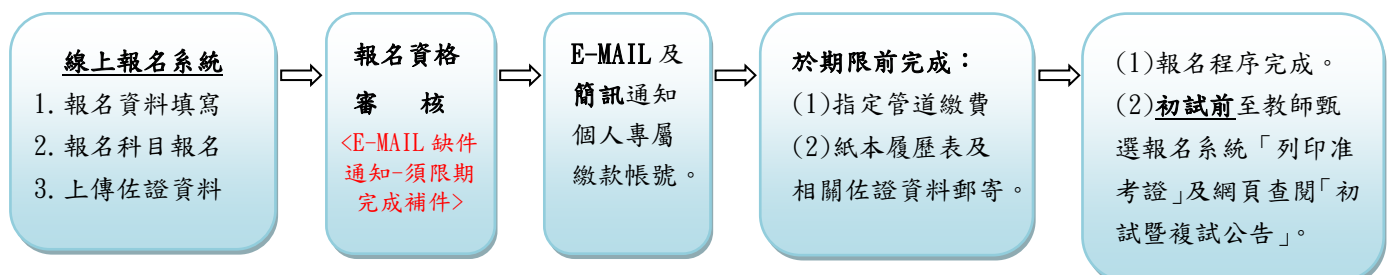 線上報名系統
1.報名資料填寫
2.報名科目報名
3.上傳佐證資料
報名資格
審　核
<E-MAIL 缺件
通知-須限期
完成補件>
E-MAIL 及
簡訊通知
個人專屬
繳款帳號。
於期限前完成：
(1)指定管道繳費
(2)紙本履歷表及
相關佐證資料郵寄。
(1)報名程序完成。
(2)初試前至教師甄
選報名系統「列印准
考證」及網頁查閱「初
試暨複試公告」。